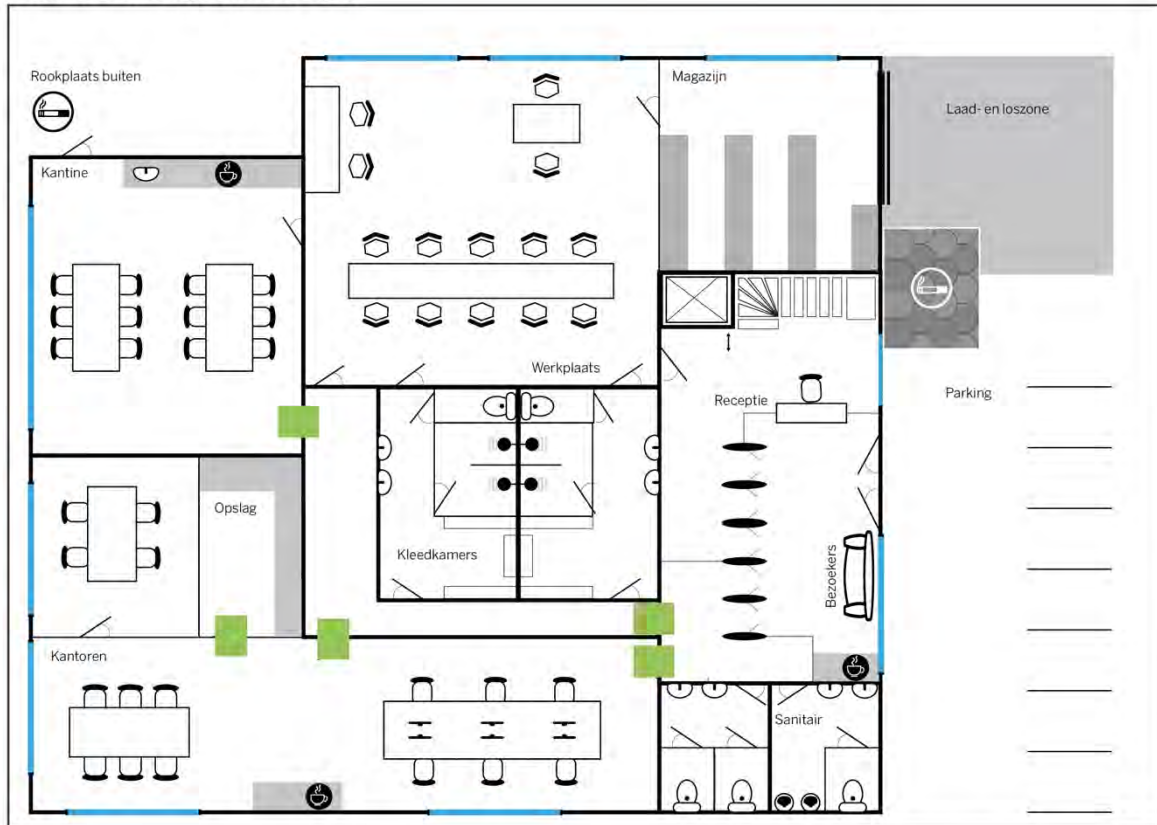 Rookplaats buiten
Magazijn
Laad- en loszone
Kantine
Werkplaats
Receptie
Parking
Opslag
Kleedkamers
Bezoekers
Kantoren
Sanitair